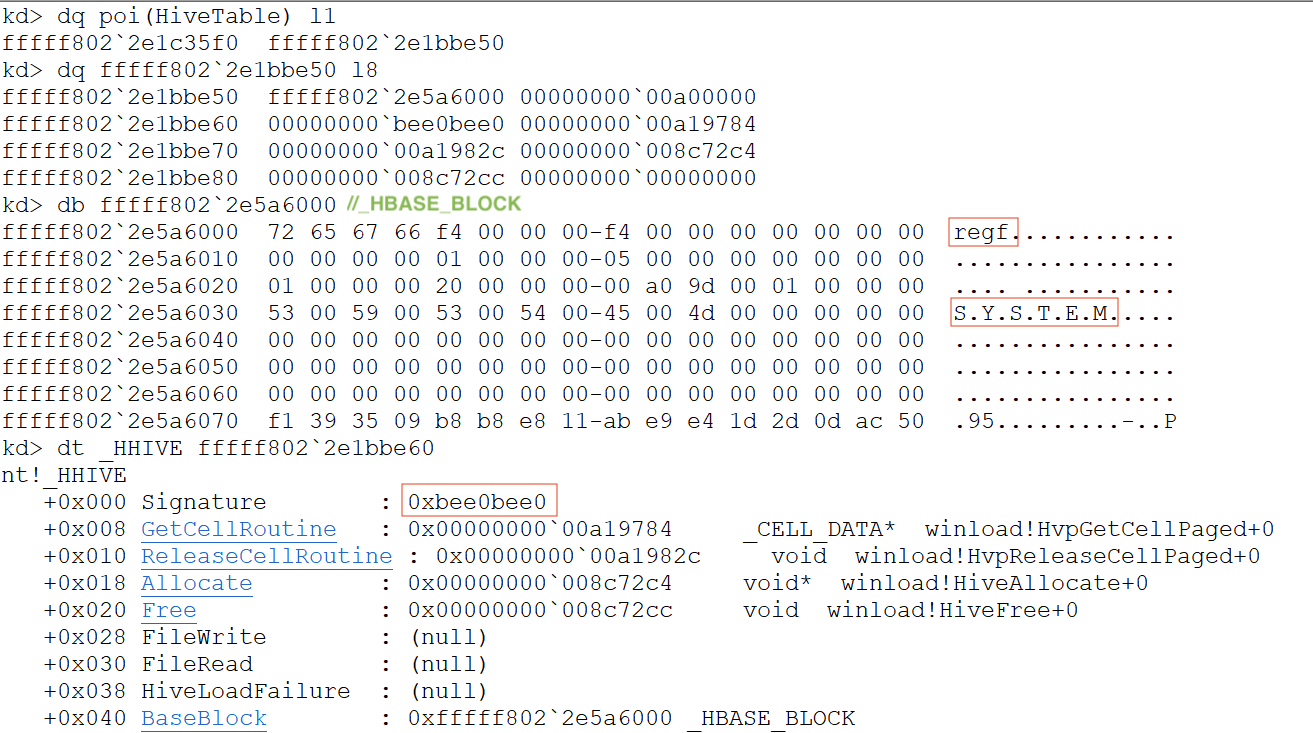 kd> dq poi(HiveTable) l1
fffff802`2e1c35f0  fffff802`2e1bbe50
kd> dq fffff802`2e1bbe50 l8
fffff802`2e1bbe50  fffff802`2e5a6000 00000000`00a00000
fffff802`2e1bbe60  00000000`bee0bee0 00000000`00a19784
fffff802`2e1bbe70  00000000`00a1982c 00000000`008c72c4
fffff802`2e1bbe80  00000000`008c72cc 00000000`00000000
kd> db fffff802`2e5a6000 //_HBASE_BLOCK
fffff802`2e5a6000  72 65 67 66 f4 00 00 00-f4 00 00 00 00 00 00 00  regf............
fffff802`2e5a6010  00 00 00 00 01 00 00 00-05 00 00 00 00 00 00 00  ................
fffff802`2e5a6020  01 00 00 00 20 00 00 00-00 a0 9d 00 01 00 00 00  .... ...........
fffff802`2e5a6030  53 00 59 00 53 00 54 00-45 00 4d 00 00 00 00 00  S.Y.S.T.E.M.....
fffff802`2e5a6040  00 00 00 00 00 00 00 00-00 00 00 00 00 00 00 00  ................
fffff802`2e5a6050  00 00 00 00 00 00 00 00-00 00 00 00 00 00 00 00  ................
fffff802`2e5a6060  00 00 00 00 00 00 00 00-00 00 00 00 00 00 00 00  ................
fffff802`2e5a6070  f1 39 35 09 b8 b8 e8 11-ab e9 e4 1d 2d 0d ac 50  .95.........-..P
kd> dt _HHIVE fffff802`2e1bbe60
nt!_HHIVE
   +0x000 Signature        : 0xbee0bee0
   +0x008 GetCellRoutine   : 0x00000000`00a19784     _CELL_DATA*  winload!HvpGetCellPaged+0
   +0x010 ReleaseCellRoutine : 0x00000000`00a1982c     void  winload!HvpReleaseCellPaged+0
   +0x018 Allocate         : 0x00000000`008c72c4     void*  winload!HiveAllocate+0
   +0x020 Free             : 0x00000000`008c72cc     void  winload!HiveFree+0
   +0x028 FileWrite        : (null)
   +0x030 FileRead         : (null)
   +0x038 HiveLoadFailure  : (null)
   +0x040 BaseBlock        : 0xfffff802`2e5a6000 _HBASE_BLOCK